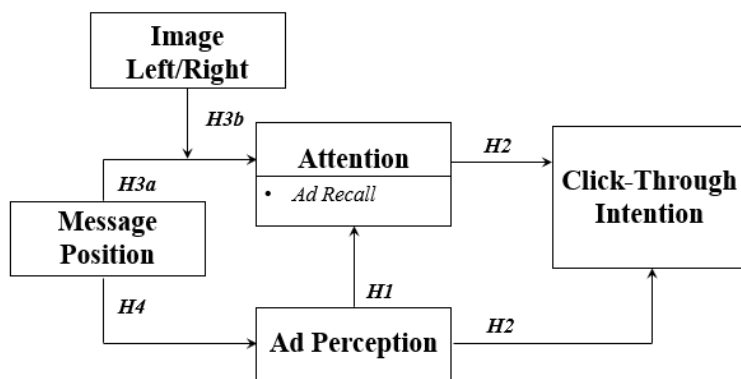 Image
Left/Right
H3b
H2
Attention
• Ad Recall
Click-Through
Intention
H3a
Message
Position
H4
H1
H2
Ad Perception